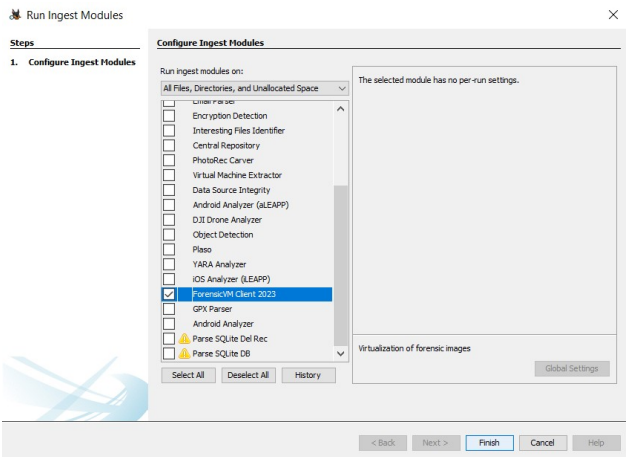 Run Ingest Modules
Steps
1. Configure Ingest Modules
Configure Ingest Modules
Run ingest modules on:
All Files, Directories, and Unallocated Space
Email Parser
Encryption Detection
Interesting Files Identifier
Central Repository
PhotoRec Carver
Virtual Machine Extractor
Data Source Integrity
Android Analyzer (aLEAPP)
DJI Drone Analyzer
Object Detection
Plaso
YARA Analyzer
iOS Analyzer (iLEAPP)
ForensicVM Client 2023
GPX Parser
Android Analyzer
Parse SQLite Del Rec
Parse SQLite DB
Select All Deselect All History
The selected module has no per-run settings.
Virtualization of forensic images
Global Settings
< Back Next > Finish Cancel Help